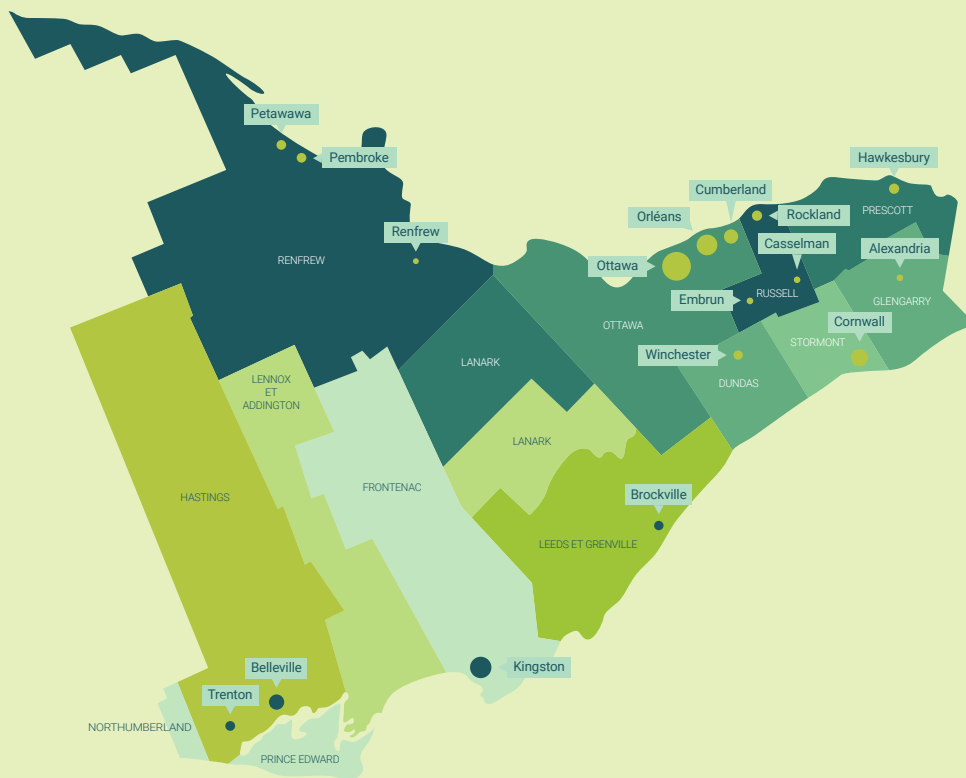 Petawawa
Pembroke
Hawkesbury
Cumberland
Orléans
Rockland
PRESCOTT
Renfrew
Casselman
Alexandria
RENFREW
Ottawa
Embrun
RUSSELL
GLENGARRY
Cornwall
OTTAWA
STORMONT
Winchester
LANARK
DUNDAS
LENNOX
ET
ADDINGTON
LANARK
FRONTENAC
HASTINGS
Brockville
LEEDS ET GRENVILLE
Belleville
Kingston
Trenton
NORTHUMBERLAND
PRINCE EDWARD